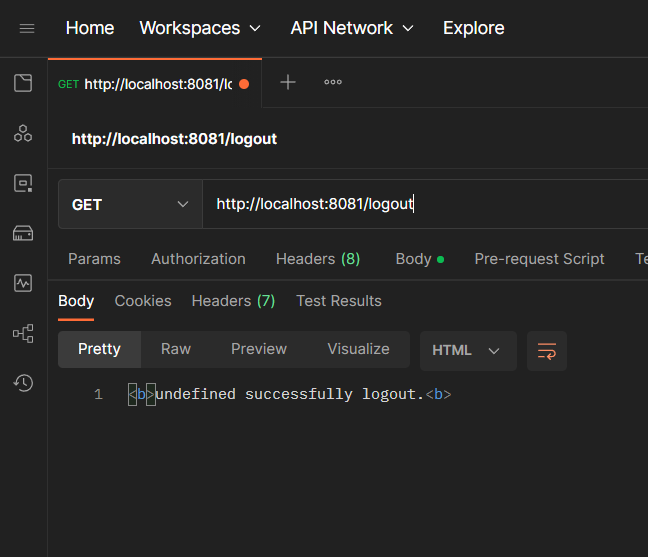 Home Workspaces API Network Explore
GET http://localhost:8081/lo
http://localhost:8081/logout
GET http://localhost:8081/logout
Params Authorization Headers (8) Body Pre-request Script Te
Body Cookies Headers (7) Test Results
Pretty Raw Preview Visualize HTML
1 <b>undefined successfully logout.<b>